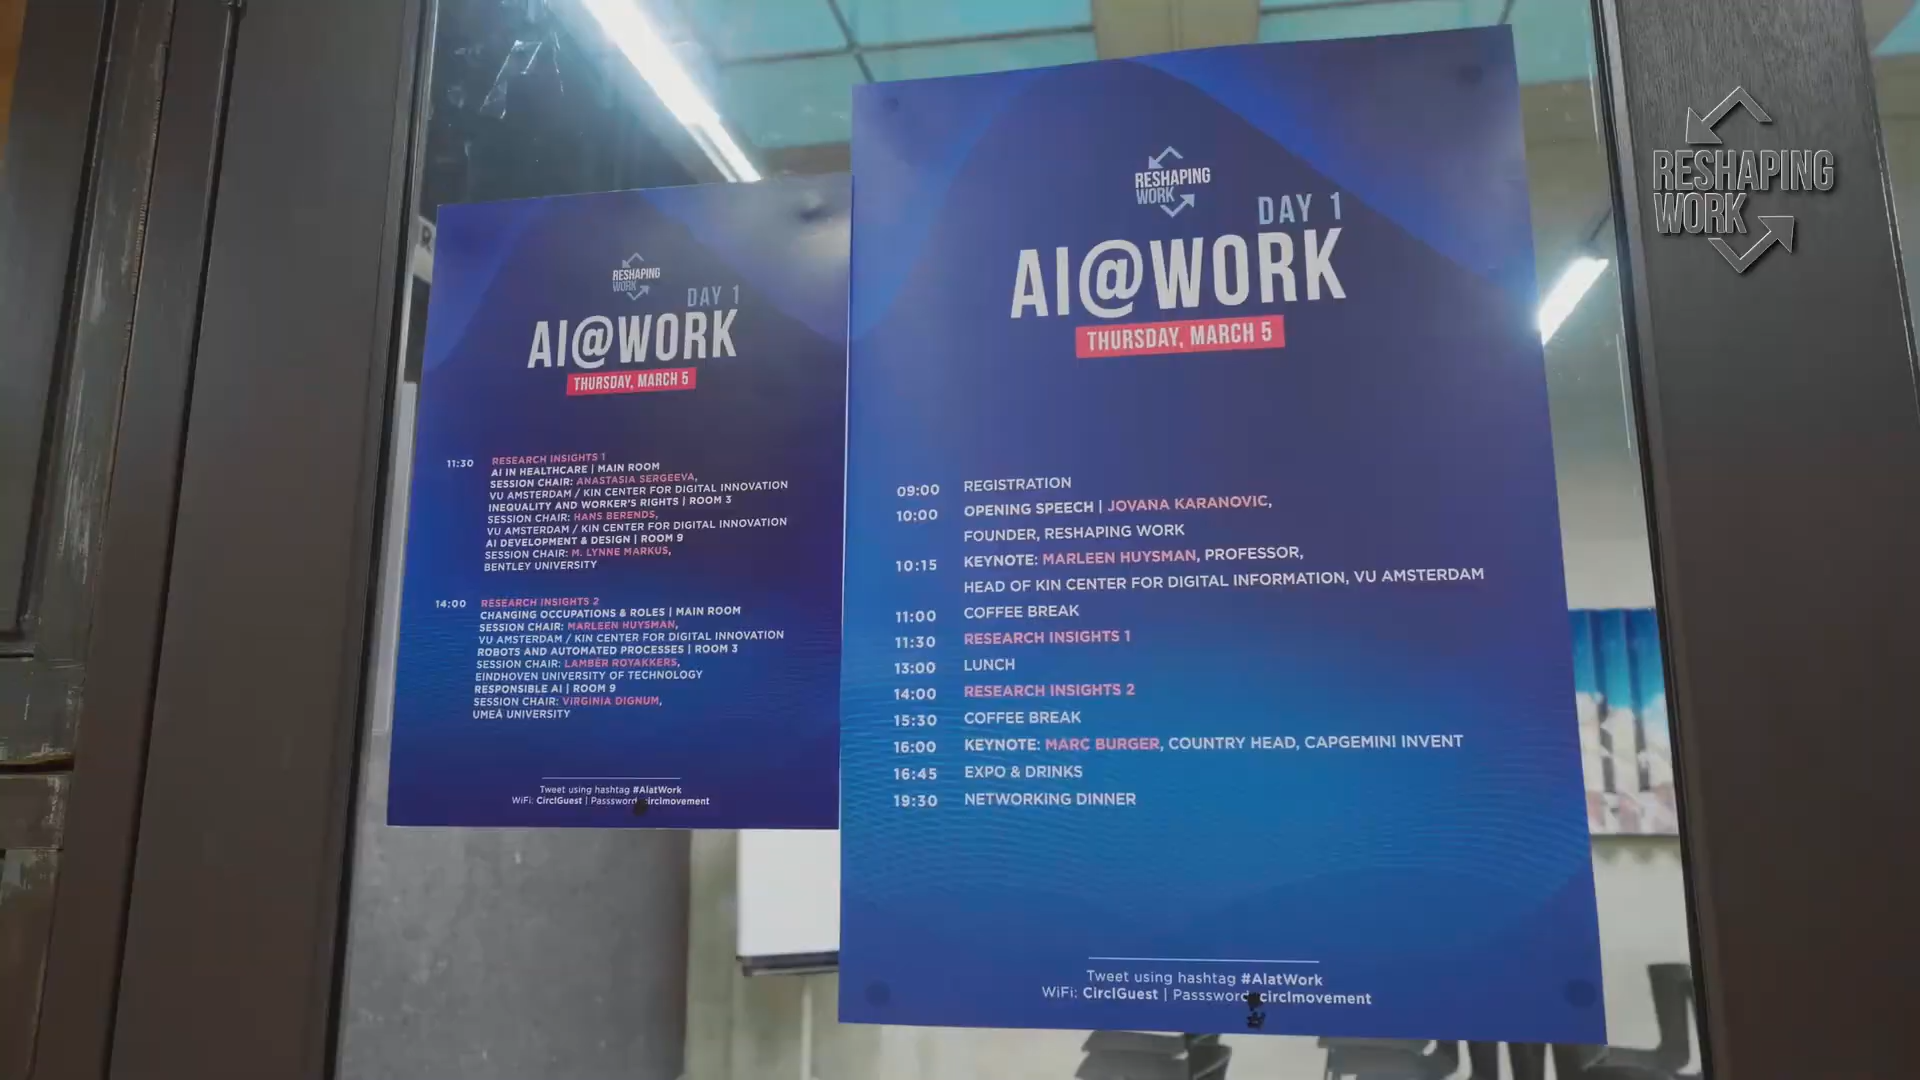 RESHAPING
WORK
DAY 1
AI@WORK
THURSDAY, MARCH 5
11:30 RESEARCH INSIGHTS 1
AI IN HEALTHCARE | MAIN ROOM
SESSION CHAIR: ANASTASIA SERGEEVA,
VU AMSTERDAM / KIN CENTER FOR DIGITAL INNOVATION
INEQUALITY AND WORKER'S RIGHTS | ROOM 3
SESSION CHAIR: HANS BERENDS,
VU AMSTERDAM / KIN CENTER FOR DIGITAL INNOVATION
AI DEVELOPMENT & DESIGN | ROOM 9
SESSION CHAIR: M. LYNNE MARKUS,
BENTLEY UNIVERSITY
14:00 RESEARCH INSIGHTS 2
CHANGING OCCUPATIONS & ROLES | MAIN ROOM
SESSION CHAIR: MARLEEN HUYSMAN,
VU AMSTERDAM / KIN CENTER FOR DIGITAL INNOVATION
ROBOTS AND AUTOMATED PROCESSES | ROOM 3
SESSION CHAIR: LAMBÈR ROYAKKERS,
EINDHOVEN UNIVERSITY OF TECHNOLOGY
RESPONSIBLE AI | ROOM 9
SESSION CHAIR: VIRGINIA DIGNUM,
UMEÅ UNIVERSITY
Tweet using hashtag #AIatWork
WiFi: CirclGuest | Passsword circlmovement
RESHAPING
WORK
DAY 1
AI@WORK
THURSDAY, MARCH 5
09:00 REGISTRATION
10:00 OPENING SPEECH | JOVANA KARANOVIC,
FOUNDER, RESHAPING WORK
10:15 KEYNOTE: MARLEEN HUYSMAN, PROFESSOR,
HEAD OF KIN CENTER FOR DIGITAL INFORMATION, VU AMSTERDAM
11:00 COFFEE BREAK
11:30 RESEARCH INSIGHTS 1
13:00 LUNCH
14:00 RESEARCH INSIGHTS 2
15:30 COFFEE BREAK
16:00 KEYNOTE: MARC BURGER, COUNTRY HEAD, CAPGEMINI INVENT
16:45 EXPO & DRINKS
19:30 NETWORKING DINNER
Tweet using hashtag #AIatWork
WiFi: CirclGuest | Passsword circlmovement
RESHAPING
WORK